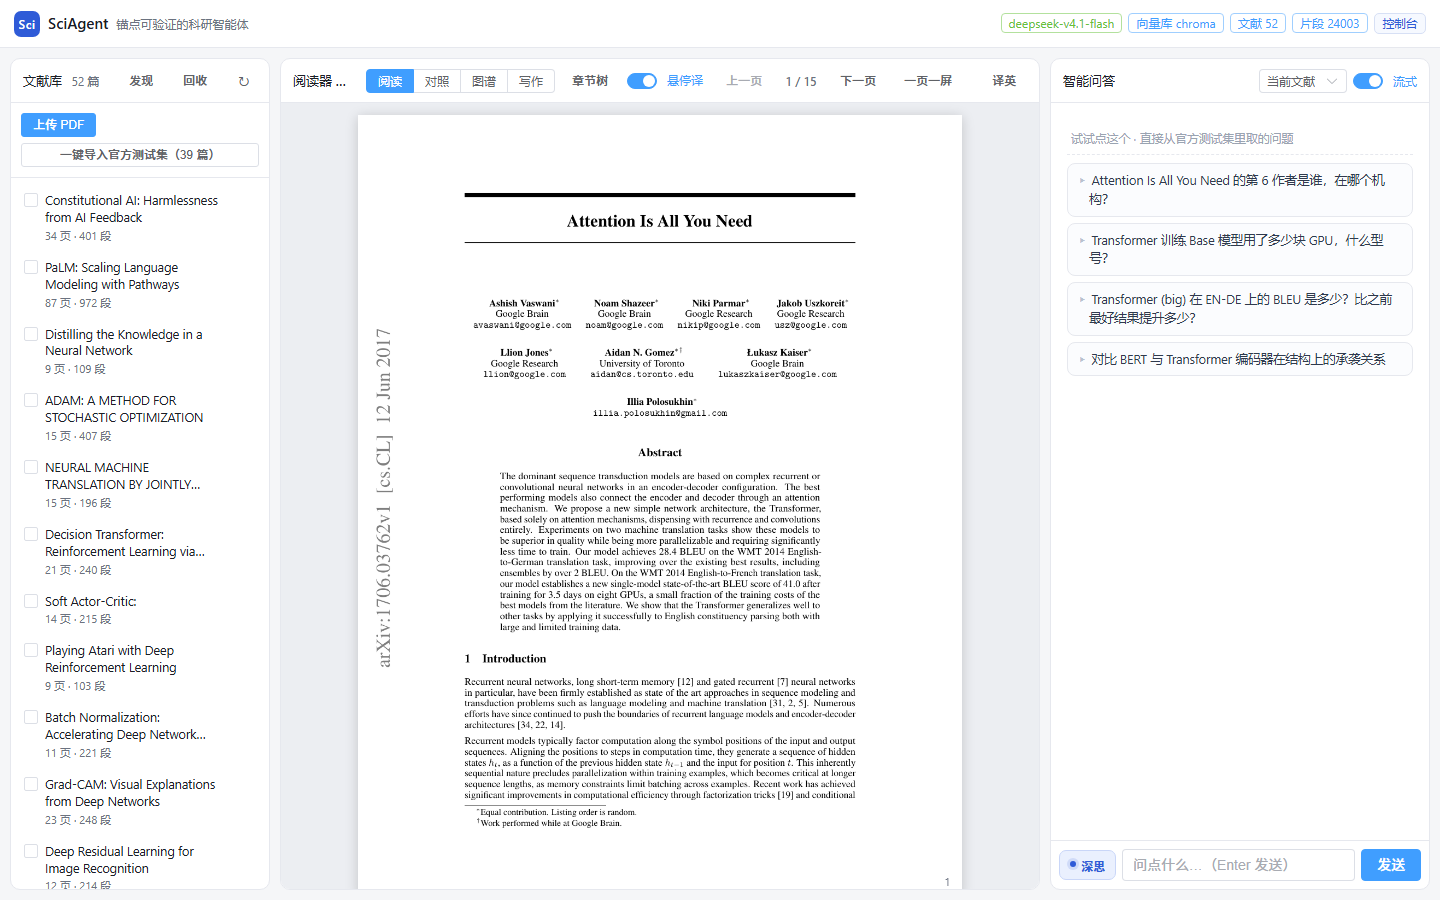 Sci SciAgent 锚点可验证的科研智能体
deepseek-v4.1-flash 向量库 chroma 文献 52 片段 24003 控制台
文献库 52 篇 发现 回收 ↻
上传 PDF
一键导入官方测试集（39 篇）
Constitutional AI: Harmlessness
from AI Feedback
34 页 · 401 段
PaLM: Scaling Language
Modeling with Pathways
87 页 · 972 段
Distilling the Knowledge in a
Neural Network
9 页 · 109 段
ADAM: A METHOD FOR
STOCHASTIC OPTIMIZATION
15 页 · 407 段
NEURAL MACHINE
TRANSLATION BY JOINTLY...
15 页 · 196 段
Decision Transformer:
Reinforcement Learning via...
21 页 · 240 段
Soft Actor-Critic:
14 页 · 215 段
Playing Atari with Deep
Reinforcement Learning
9 页 · 103 段
Batch Normalization:
Accelerating Deep Network...
11 页 · 221 段
Grad-CAM: Visual Explanations
from Deep Networks
23 页 · 248 段
Deep Residual Learning for
Image Recognition
12 页 · 214 段
阅读器 ... 阅读 对照 图谱 写作 章节树 悬停译 上一页 1 / 15 下一页 一页一屏 译英
arXiv:1706.03762v1 [cs.CL] 12 Jun 2017
Attention Is All You Need
Ashish Vaswani* Noam Shazeer* Niki Parmar* Jakob Uszkoreit*
Google Brain Google Brain Google Research Google Research
avaswani@google.com noam@google.com nikip@google.com usz@google.com
Llion Jones* Aidan N. Gomez*† Łukasz Kaiser*
Google Research University of Toronto Google Brain
llion@google.com aidan@cs.toronto.edu lukaszkaiser@google.com
Illia Polosukhin*
illia.polosukhin@gmail.com
Abstract
The dominant sequence transduction models are based on complex recurrent or
convolutional neural networks in an encoder-decoder configuration. The best
performing models also connect the encoder and decoder through an attention
mechanism. We propose a new simple network architecture, the Transformer,
based solely on attention mechanisms, dispensing with recurrence and convolutions
entirely. Experiments on two machine translation tasks show these models to
be superior in quality while being more parallelizable and requiring significantly
less time to train. Our model achieves 28.4 BLEU on the WMT 2014 English-
to-German translation task, improving over the existing best results, including
ensembles by over 2 BLEU. On the WMT 2014 English-to-French translation task,
our model establishes a new single-model state-of-the-art BLEU score of 41.0 after
training for 3.5 days on eight GPUs, a small fraction of the training costs of the
best models from the literature. We show that the Transformer generalizes well to
other tasks by applying it successfully to English constituency parsing both with
large and limited training data.
1 Introduction
Recurrent neural networks, long short-term memory [12] and gated recurrent [7] neural networks
in particular, have been firmly established as state of the art approaches in sequence modeling and
transduction problems such as language modeling and machine translation [31, 2, 5]. Numerous
efforts have since continued to push the boundaries of recurrent language models and encoder-decoder
architectures [34, 22, 14].
Recurrent models typically factor computation along the symbol positions of the input and output
sequences. Aligning the positions to steps in computation time, they generate a sequence of hidden
states hₜ, as a function of the previous hidden state hₜ₋₁ and the input for position t. This inherently
sequential nature precludes parallelization within training examples, which becomes critical at longer
sequence lengths, as memory constraints limit batching across examples. Recent work has achieved
significant improvements in computational efficiency through factorization tricks [19] and conditional
*Equal contribution. Listing order is random.
†Work performed while at Google Brain.
1
智能问答 当前文献 流式
试试点这个 · 直接从官方测试集里取的问题
▸ Attention Is All You Need 的第 6 作者是谁，在哪个机
构？
▸ Transformer 训练 Base 模型用了多少块 GPU，什么型
号？
▸ Transformer (big) 在 EN-DE 上的 BLEU 是多少？比之前
最好结果提升多少？
▸ 对比 BERT 与 Transformer 编码器在结构上的承袭关系
深思 问点什么...（Enter 发送） 发送